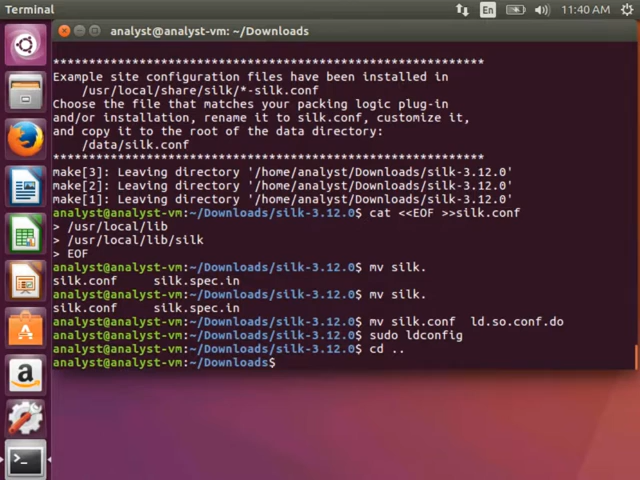 Terminal
En
11:40 AM
analyst@analyst-vm: ~/Downloads
************************************************************
Example site configuration files have been installed in
/usr/local/share/silk/*-silk.conf
Choose the file that matches your packing logic plug-in
and/or installation, rename it to silk.conf, customize it,
and copy it to the root of the data directory:
/data/silk.conf
************************************************************
make[3]: Leaving directory '/home/analyst/Downloads/silk-3.12.0'
make[2]: Leaving directory '/home/analyst/Downloads/silk-3.12.0'
make[1]: Leaving directory '/home/analyst/Downloads/silk-3.12.0'
analyst@analyst-vm:~/Downloads/silk-3.12.0$ cat <<EOF >>silk.conf
> /usr/local/lib
> /usr/local/lib/silk
> EOF
analyst@analyst-vm:~/Downloads/silk-3.12.0$ mv silk.
silk.conf     silk.spec.in
analyst@analyst-vm:~/Downloads/silk-3.12.0$ mv silk.
silk.conf     silk.spec.in
analyst@analyst-vm:~/Downloads/silk-3.12.0$ mv silk.conf  ld.so.conf.do
analyst@analyst-vm:~/Downloads/silk-3.12.0$ sudo ldconfig
analyst@analyst-vm:~/Downloads/silk-3.12.0$ cd ..
analyst@analyst-vm:~/Downloads$